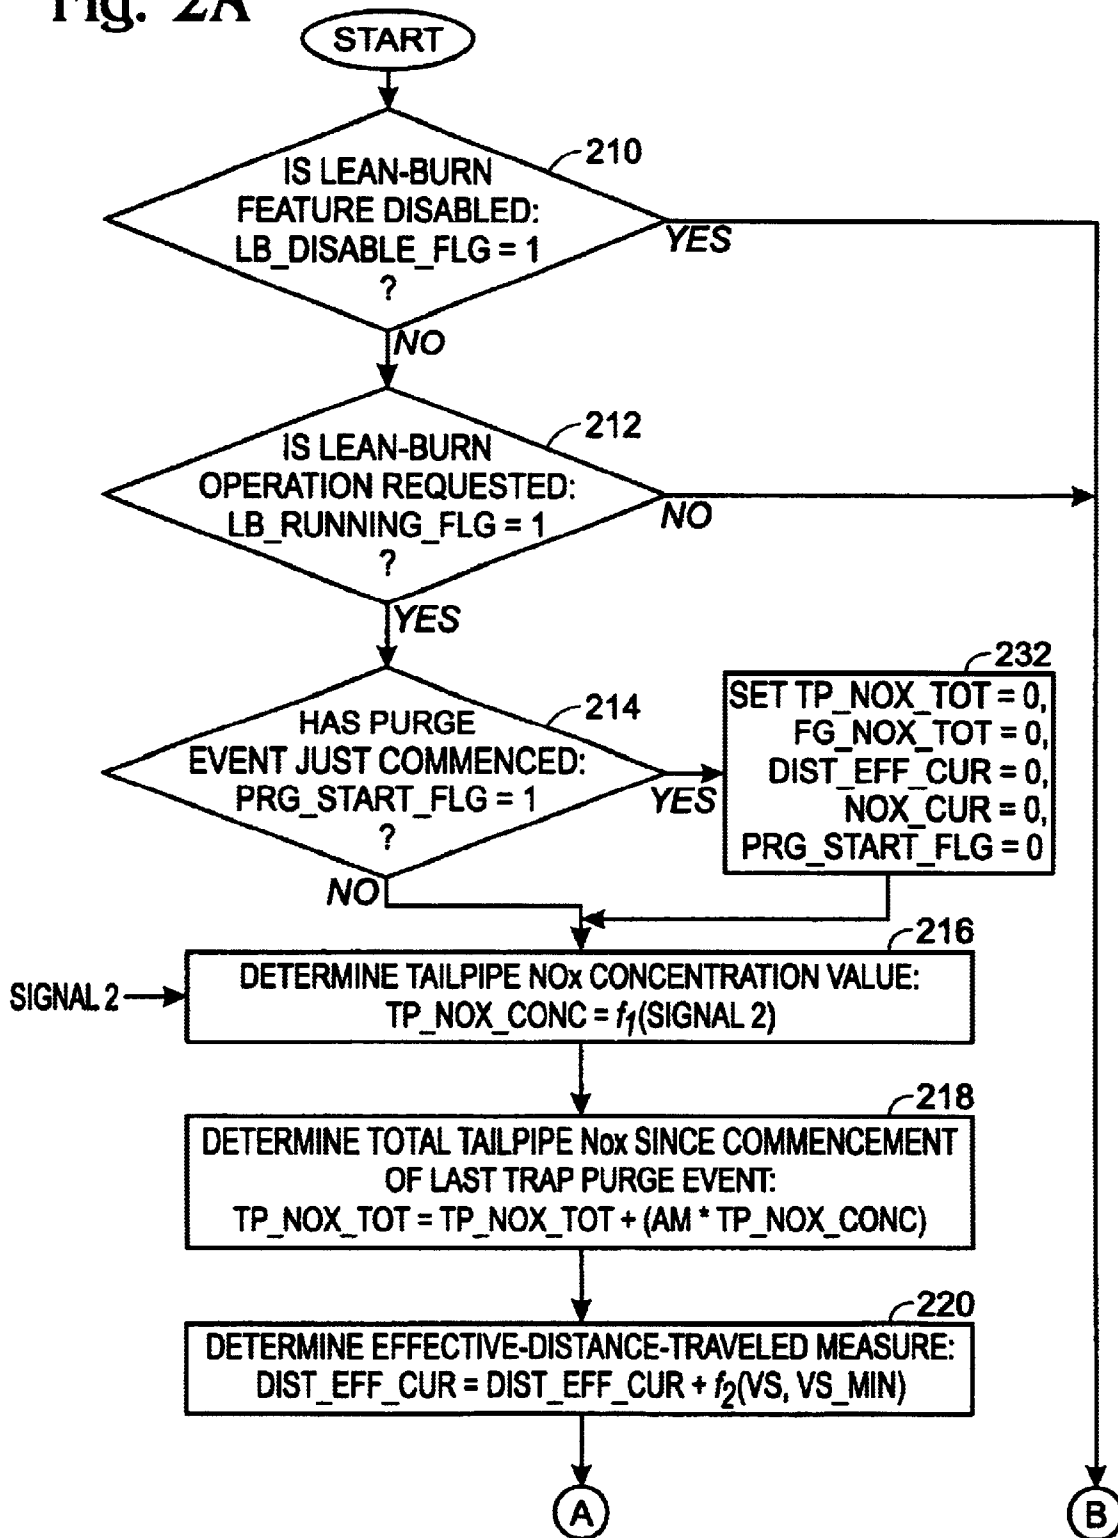 Fig. 2A
START
210
IS LEAN-BURN
FEATURE DISABLED:
LB_DISABLE_FLG = 1
?
YES
NO
212
IS LEAN-BURN
OPERATION REQUESTED:
LB_RUNNING_FLG = 1
?
NO
YES
214
HAS PURGE
EVENT JUST COMMENCED:
PRG_START_FLG = 1
?
YES
NO
232
SET TP_NOX_TOT = 0,
FG_NOX_TOT = 0,
DIST_EFF_CUR = 0,
NOX_CUR = 0,
PRG_START_FLG = 0
216
SIGNAL 2
DETERMINE TAILPIPE NOx CONCENTRATION VALUE:
TP_NOX_CONC = f1(SIGNAL 2)
218
DETERMINE TOTAL TAILPIPE Nox SINCE COMMENCEMENT
OF LAST TRAP PURGE EVENT:
TP_NOX_TOT = TP_NOX_TOT + (AM * TP_NOX_CONC)
220
DETERMINE EFFECTIVE-DISTANCE-TRAVELED MEASURE:
DIST_EFF_CUR = DIST_EFF_CUR + f2(VS, VS_MIN)
A
B